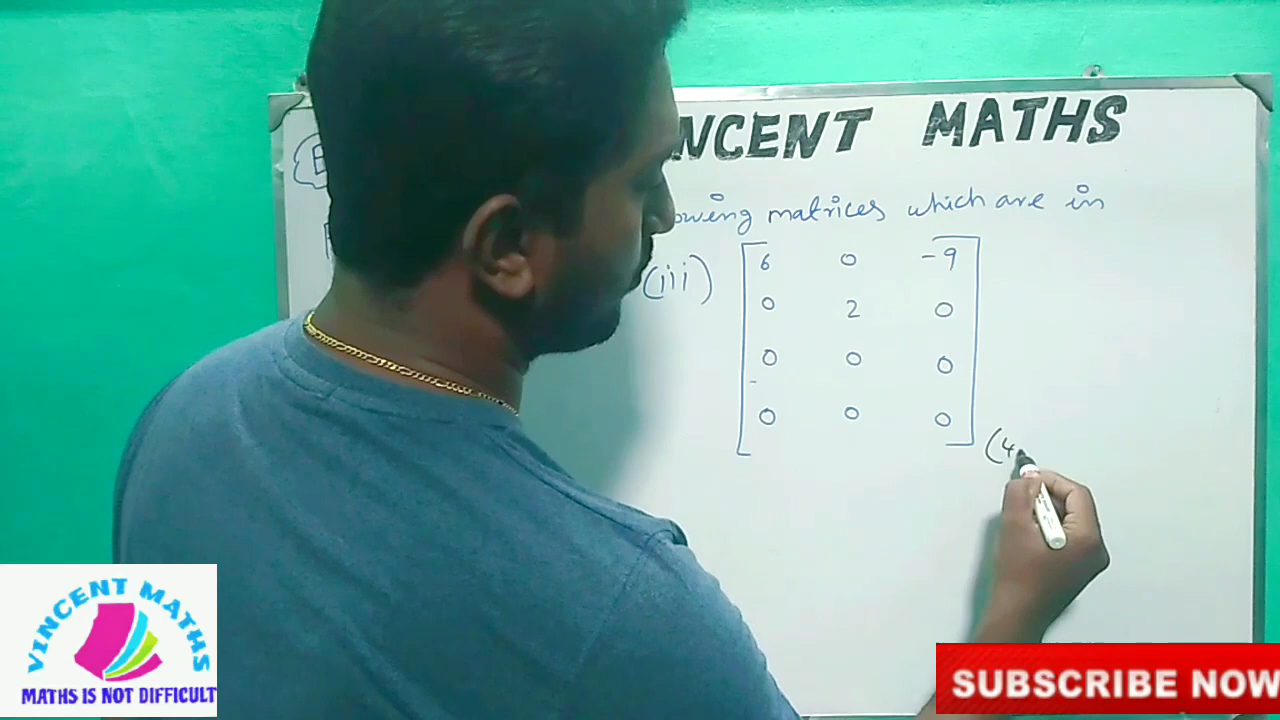 NCENT MATHS
owing matrices which are in
(iii)
6 0 -9
0 2 0
0 0 0
0 0 0
(4
VINCENT MATHS
MATHS IS NOT DIFFICULT
SUBSCRIBE NOW